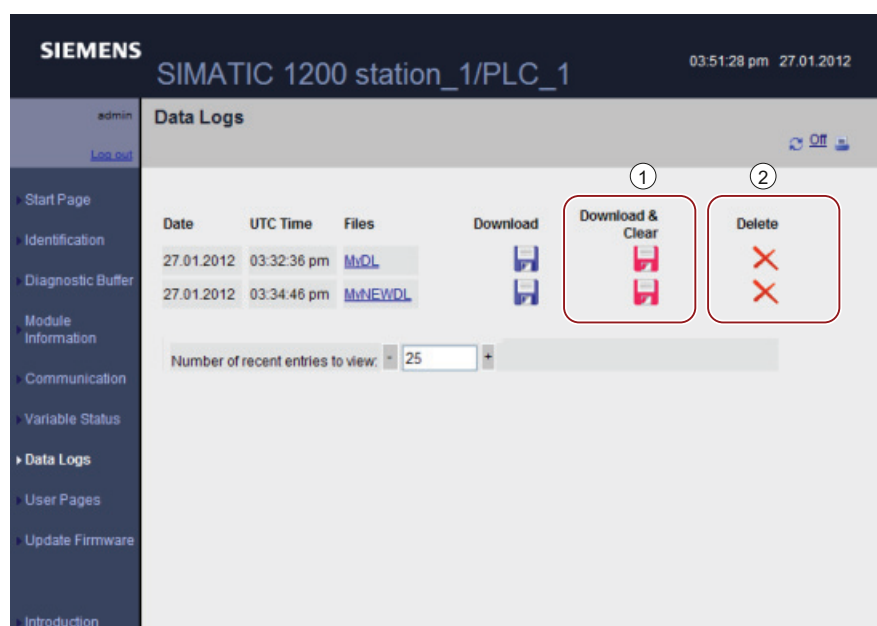 SIEMENS
SIMATIC 1200 station_1/PLC_1
03:51:28 pm 27.01.2012
admin
Log out
Data Logs
Off
Start Page
Identification
Diagnostic Buffer
Module
Information
Communication
Variable Status
Data Logs
User Pages
Update Firmware
Introduction
1
2
Date UTC Time Files Download Download &
Clear Delete
27.01.2012 03:32:36 pm MyDL
27.01.2012 03:34:46 pm MyNEWDL
Number of recent entries to view: - 25 +